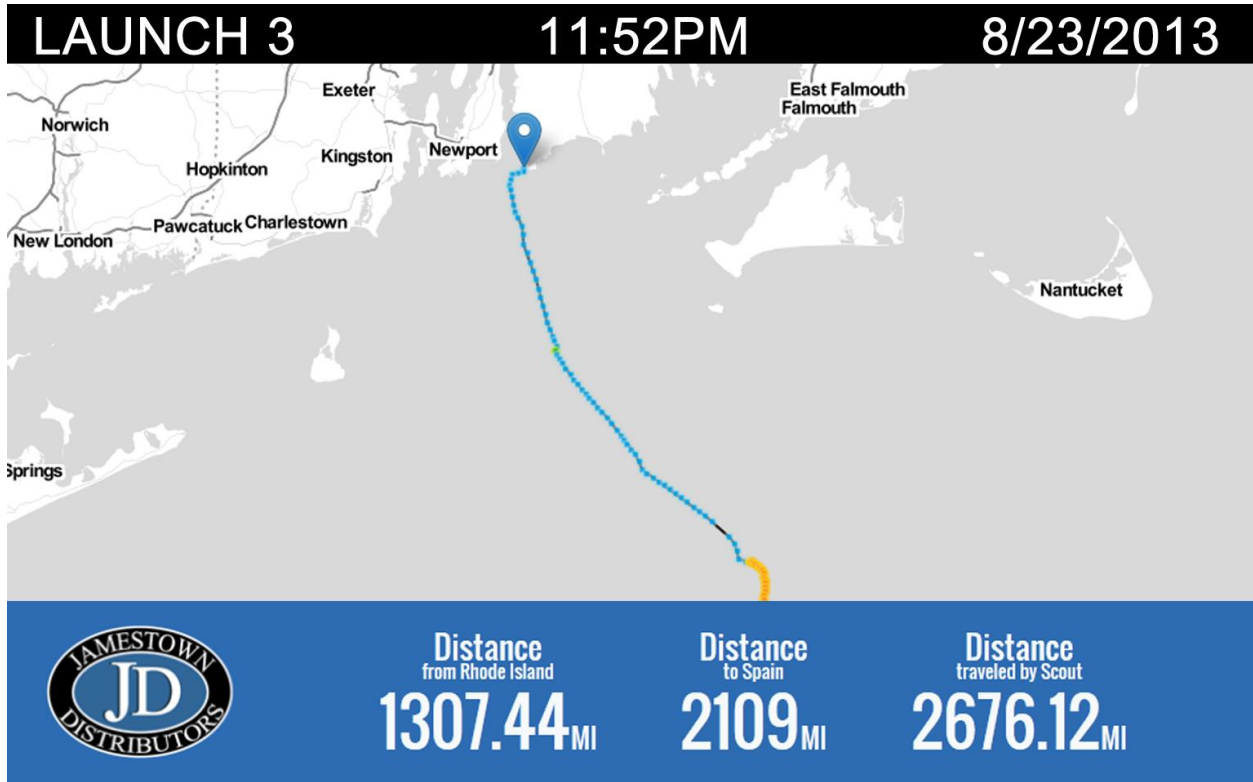 LAUNCH 3 11:52PM 8/23/2013
Exeter
East Falmouth
Falmouth
Norwich
Newport
Kingston
Hopkinton
Pawcatuck
Charlestown
New London
Nantucket
Springs
JAMESTOWN
JD
DISTRIBUTORS
Distance
from Rhode Island
1307.44MI
Distance
to Spain
2109MI
Distance
traveled by Scout
2676.12MI